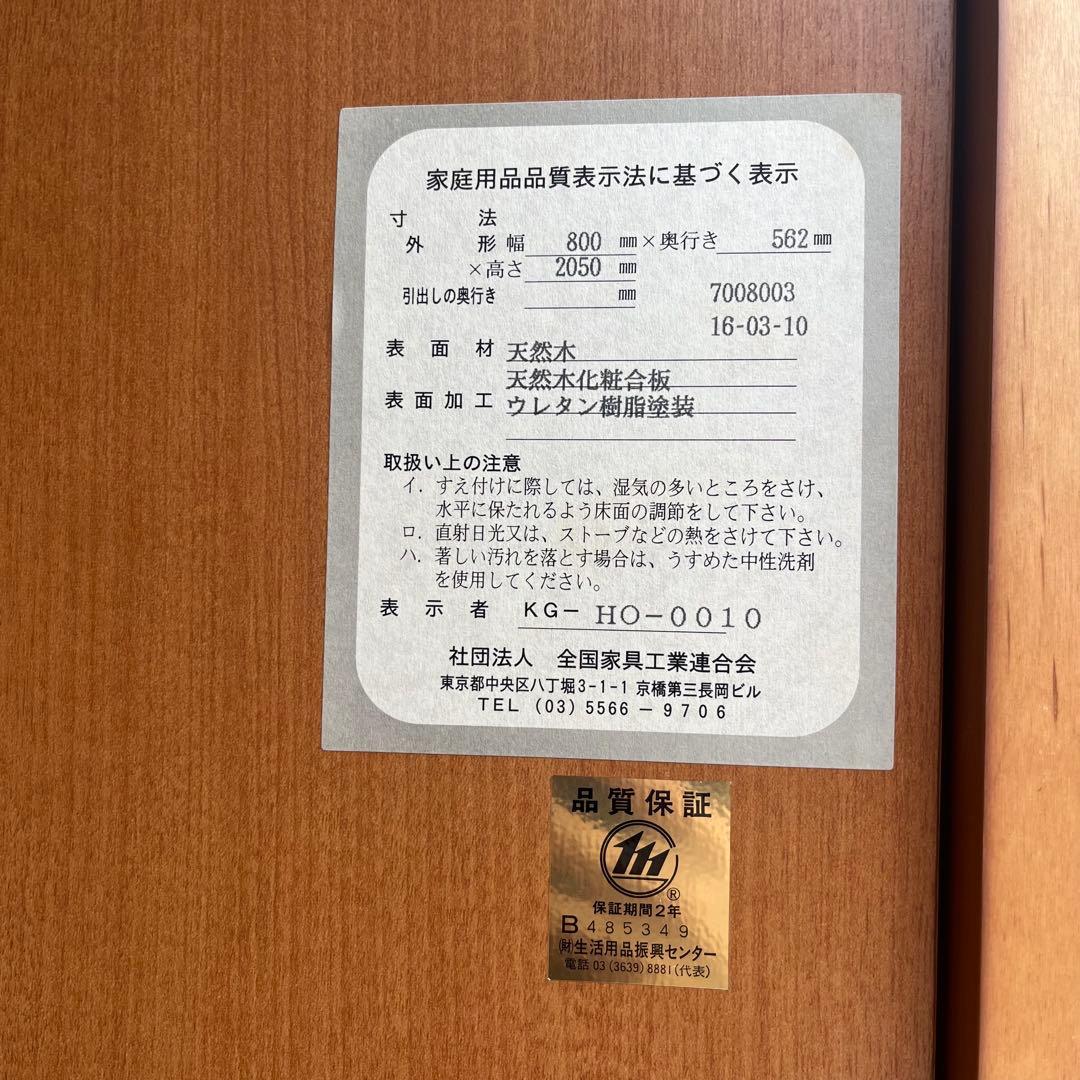 家庭用品品質表示法に基づく表示
寸法
外形 幅 800 ㎜×奥行き 562㎜
×高さ 2050 ㎜
引出しの奥行き ㎜ 7008003
16-03-10
表面材 天然木
天然木化粧合板
表面加工 ウレタン樹脂塗装
取扱い上の注意
イ. すえ付けに際しては、湿気の多いところをさけ、
水平に保たれるよう床面の調節をして下さい。
ロ. 直射日光又は、ストーブなどの熱をさけて下さい。
ハ. 著しい汚れを落とす場合は、うすめた中性洗剤
を使用してください。
表示者 KG-HO-0010
社団法人 全国家具工業連合会
東京都中央区八丁堀3-1-1 京橋第三長岡ビル
TEL (03) 5566-9706
品質保証
®
保証期間2年
B 485349
㈶生活用品振興センター
電話 03(3639)8881(代表)